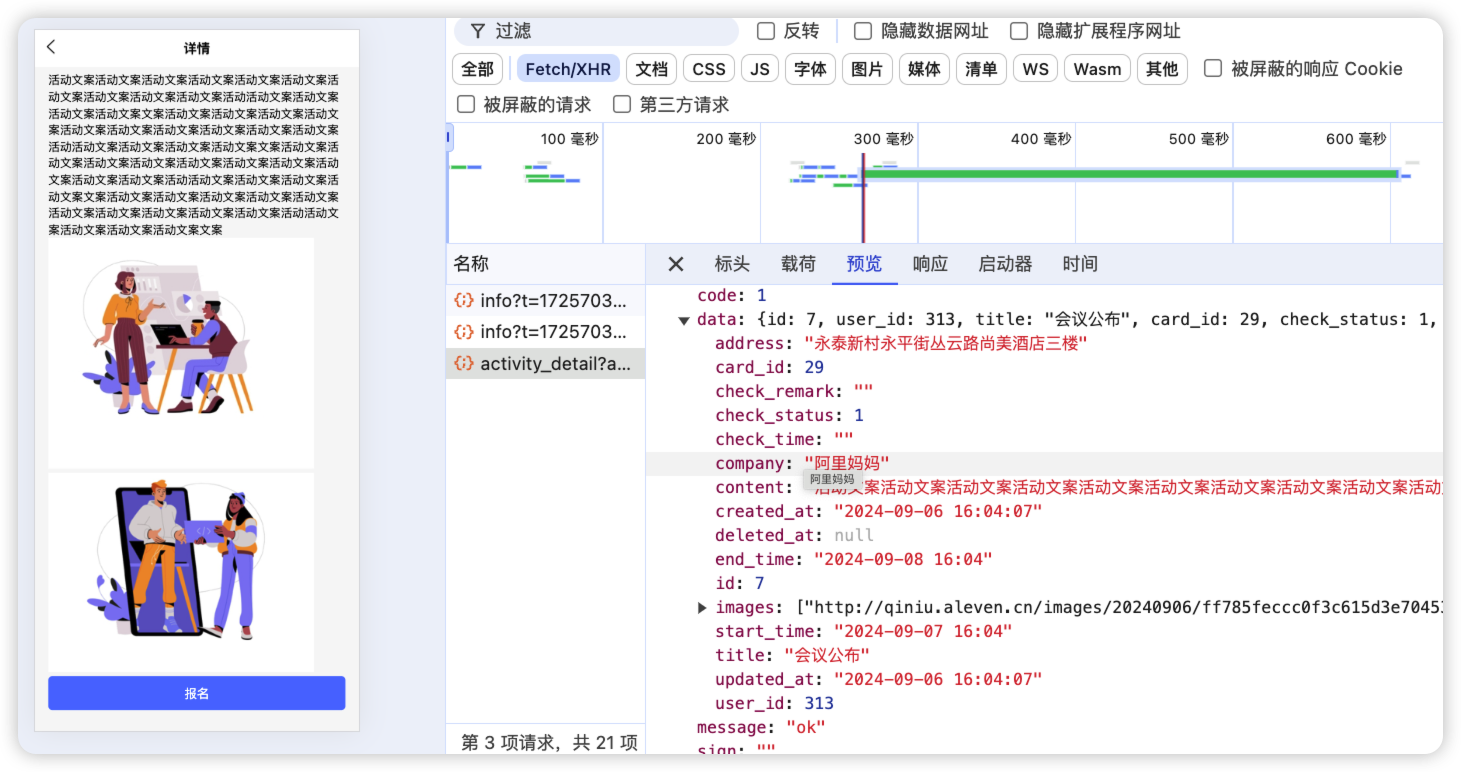 详情
活动文案活动文案活动文案活动文案活动文案活动文案活
动文案活动文案活动文案活动文案活动活动文案活动文案
活动文案文案活动文案活动文案活动文案活动文案活动文
案活动文案活动文案活动文案活动文案活动文案活动文案
活动活动文案活动文案活动文案活动文案文案活动文案活
动文案活动文案活动文案活动文案活动文案活动文案活动
文案活动文案活动活动文案活动文案活动文案活动文案活
动文案文案活动文案活动文案活动文案活动文案活动文案
活动文案活动文案活动文案活动文案活动文案活动活动文
案活动文案活动文案活动文案文案
报名
过滤
反转
隐藏数据网址
隐藏扩展程序网址
全部
Fetch/XHR
文档
CSS
JS
字体
图片
媒体
清单
WS
Wasm
其他
被屏蔽的响应 Cookie
被屏蔽的请求
第三方请求
100 毫秒
200 毫秒
300 毫秒
400 毫秒
500 毫秒
600 毫秒
名称
info?t=1725703...
info?t=1725703...
activity_detail?a...
第 3 项请求，共 21 项
标头
载荷
预览
响应
启动器
时间
code: 1
data: {id: 7, user_id: 313, title: "会议公布", card_id: 29, check_status: 1,
address: "永泰新村永平街丛云路尚美酒店三楼"
card_id: 29
check_remark: ""
check_status: 1
check_time: ""
company: "阿里妈妈"
阿里妈妈
content: "活动文案活动文案活动文案活动文案活动文案活动文案活动文案活动文案活动文案活动
created_at: "2024-09-06 16:04:07"
deleted_at: null
end_time: "2024-09-08 16:04"
id: 7
images: ["http://qiniu.aleven.cn/images/20240906/ff785feccc0f3c615d3e7045
start_time: "2024-09-07 16:04"
title: "会议公布"
updated_at: "2024-09-06 16:04:07"
user_id: 313
message: "ok"
sign: ""